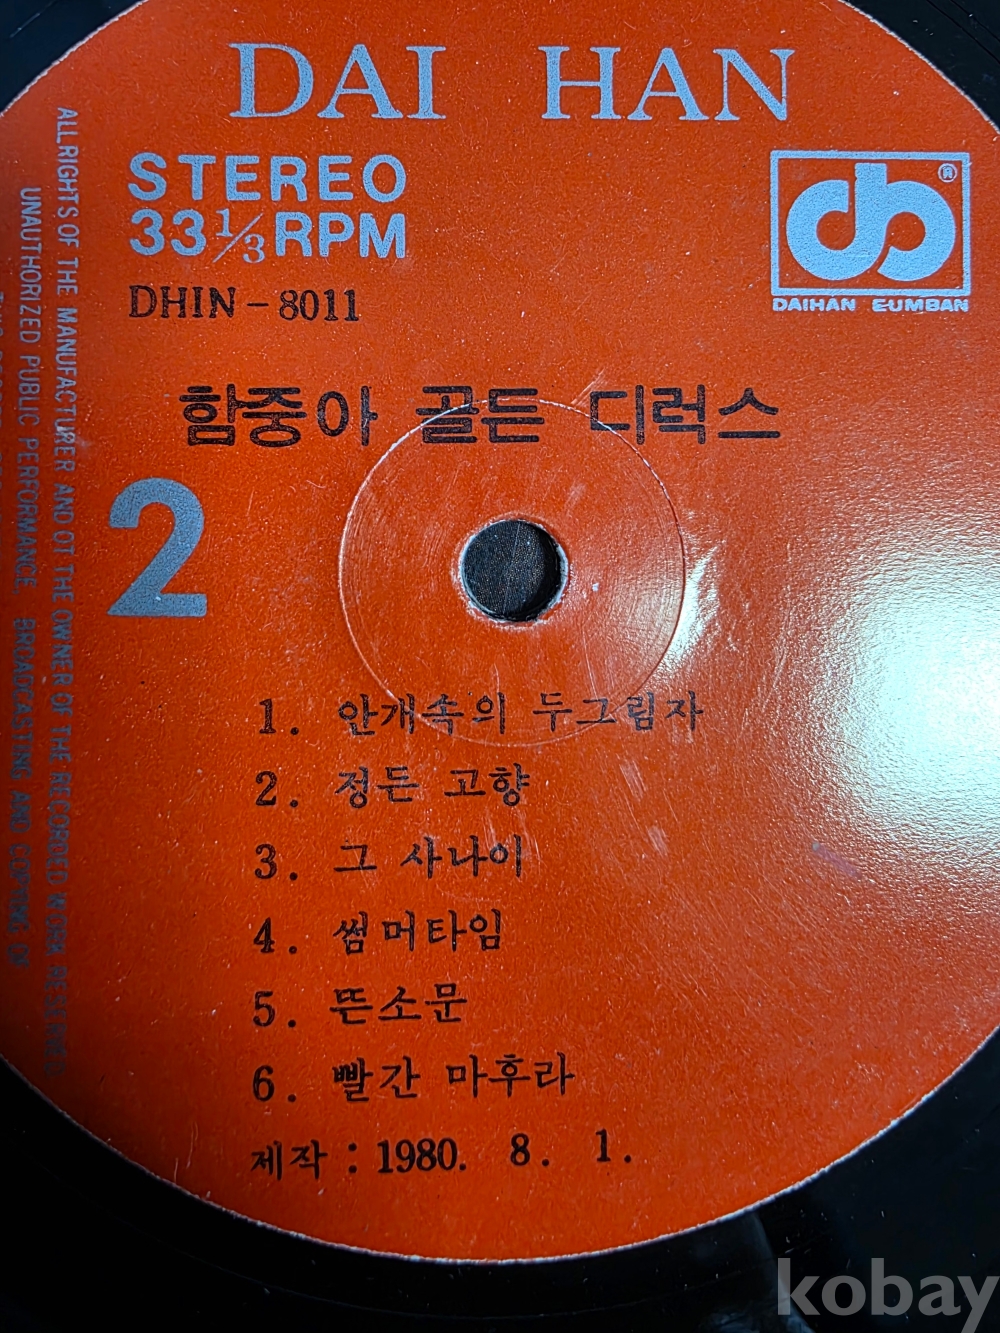 DAI HAN
STEREO
33 1/3 RPM
DHIN-8011
DAIHAN EUMBAN
함중아 골든 디럭스
2
1. 안개속의 두그림자
2. 정든 고향
3. 그 사나이
4. 썸머타임
5. 뜬소문
6. 빨간 마후라
제작 : 1980. 8. 1.
ALL RIGHTS OF THE MANUFACTURER AND OT THE OWNER OF THE RECORDED WORK RESERVED
UNAUTHORIZED PUBLIC PERFORMANCE. BROADCASTING AND COPYING OF
kobay